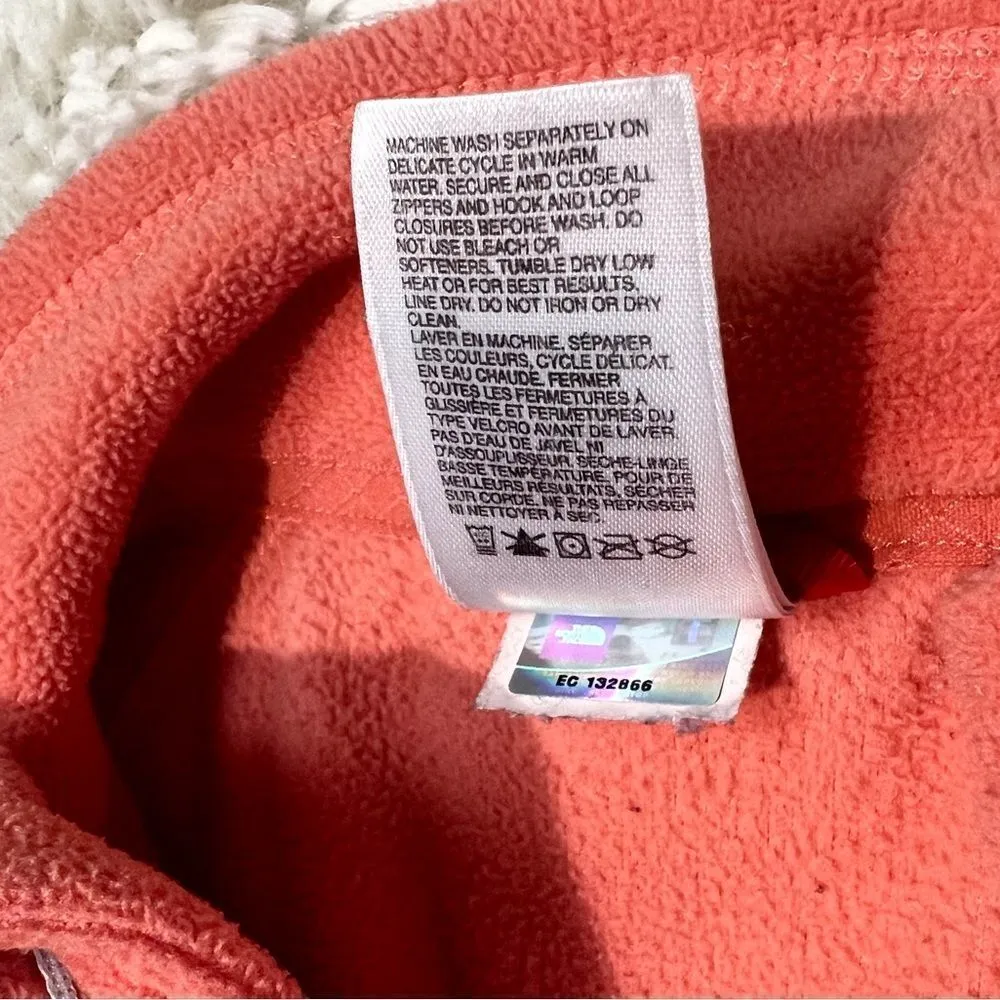 MACHINE WASH SEPARATELY ON
DELICATE CYCLE IN WARM
WATER. SECURE AND CLOSE ALL
ZIPPERS AND HOOK AND LOOP
CLOSURES BEFORE WASH. DO
NOT USE BLEACH OR
SOFTENERS. TUMBLE DRY LOW
HEAT OR FOR BEST RESULTS,
LINE DRY. DO NOT IRON OR DRY
CLEAN.
LAVER EN MACHINE, SÉPARER
LES COULEURS, CYCLE DÉLICAT.
EN EAU CHAUDE. FERMER
TOUTES LES FERMETURES À
GLISSIÈRE ET FERMETURES DU
TYPE VELCRO AVANT DE LAVER.
PAS D'EAU DE JAVEL NI
D'ASSOUPLISSEUR. SÈCHE-LINGE
BASSE TEMPÉRATURE. POUR DE
MEILLEURS RÉSULTATS, SÉCHER
SUR CORDE. NE PAS REPASSER
NI NETTOYER À SEC.
EC 132866